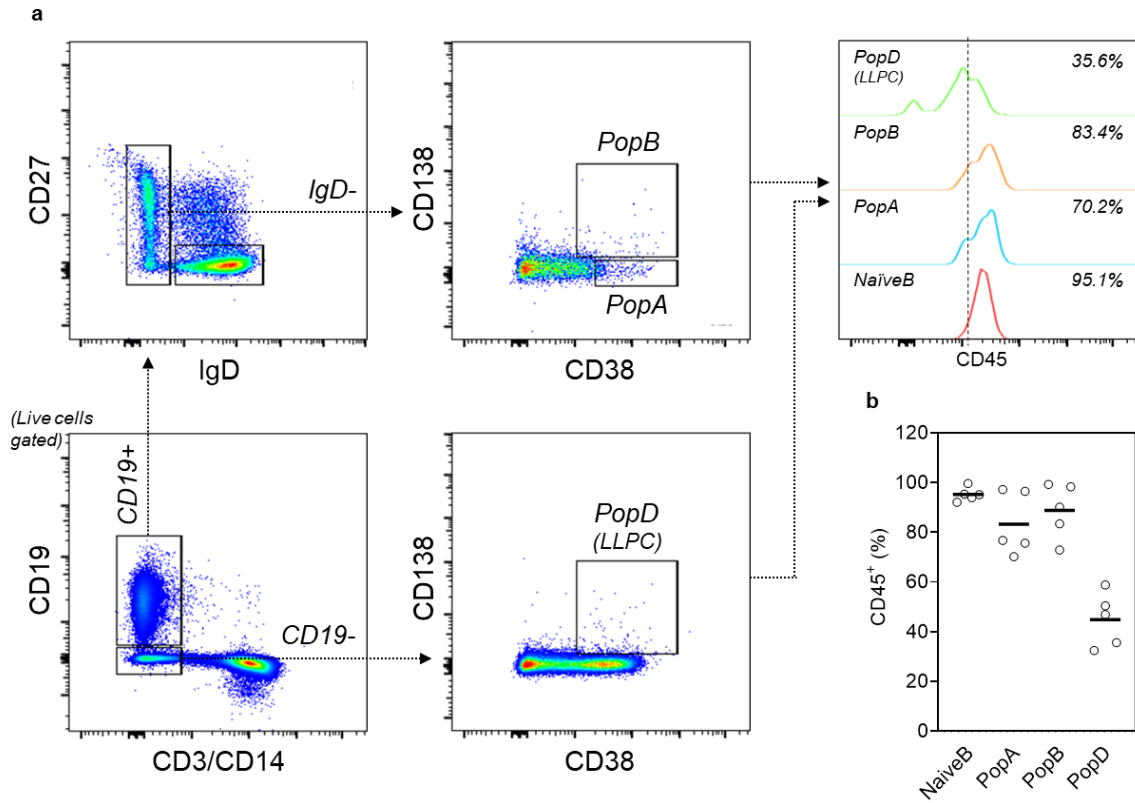 a
CD27
IgD-
IgD
CD138
PopB
PopA
CD38
PopD
(LLPC)
35.6%
PopB
83.4%
PopA
70.2%
NaïveB
95.1%
CD45
(Live cells
gated)
CD19+
CD19
CD19-
CD3/CD14
CD138
PopD
(LLPC)
CD38
b
CD45+ (%)
120
100
80
60
40
20
0
NaïveB
PopA
PopB
PopD